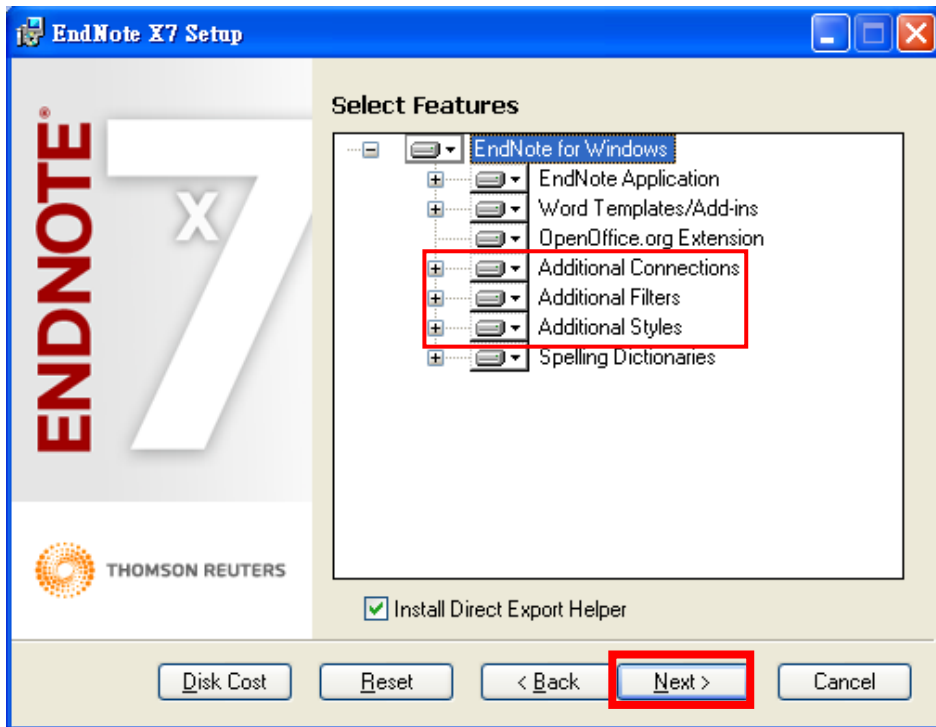 EndNote X7 Setup
ENDNOTE®
X7
THOMSON REUTERS
Select Features
EndNote for Windows
EndNote Application
Word Templates/Add-ins
OpenOffice.org Extension
Additional Connections
Additional Filters
Additional Styles
Spelling Dictionaries
Install Direct Export Helper
Disk Cost
Reset
< Back
Next >
Cancel